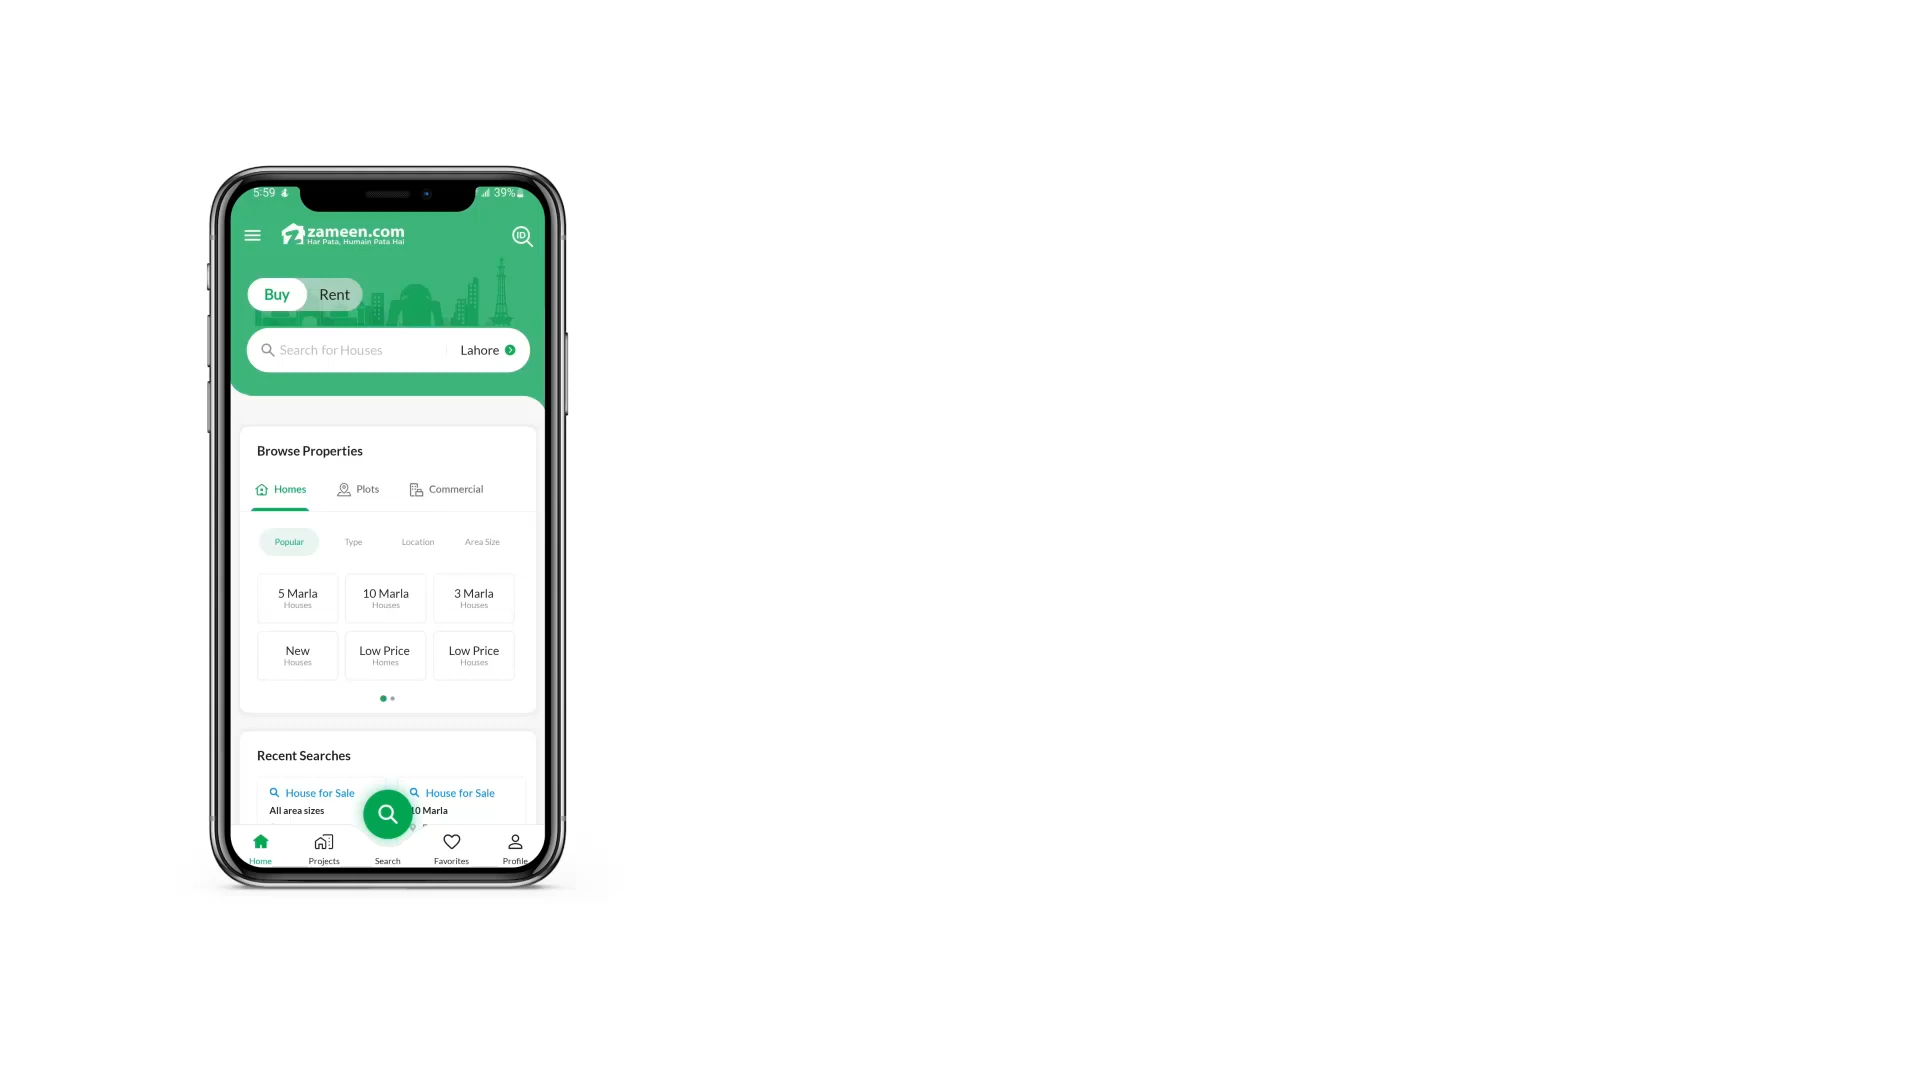 5:59
39%
zameen.com
Har Pata, Humain Pata Hai
ID
Buy Rent
Search for Houses Lahore
Browse Properties
Homes Plots Commercial
Popular Type Location Area Size
5 Marla 10 Marla 3 Marla
Houses Houses Houses
New Low Price Low Price
Houses Homes Houses
Recent Searches
House for Sale House for Sale
All area sizes 10 Marla
Home Projects Search Favorites Profile